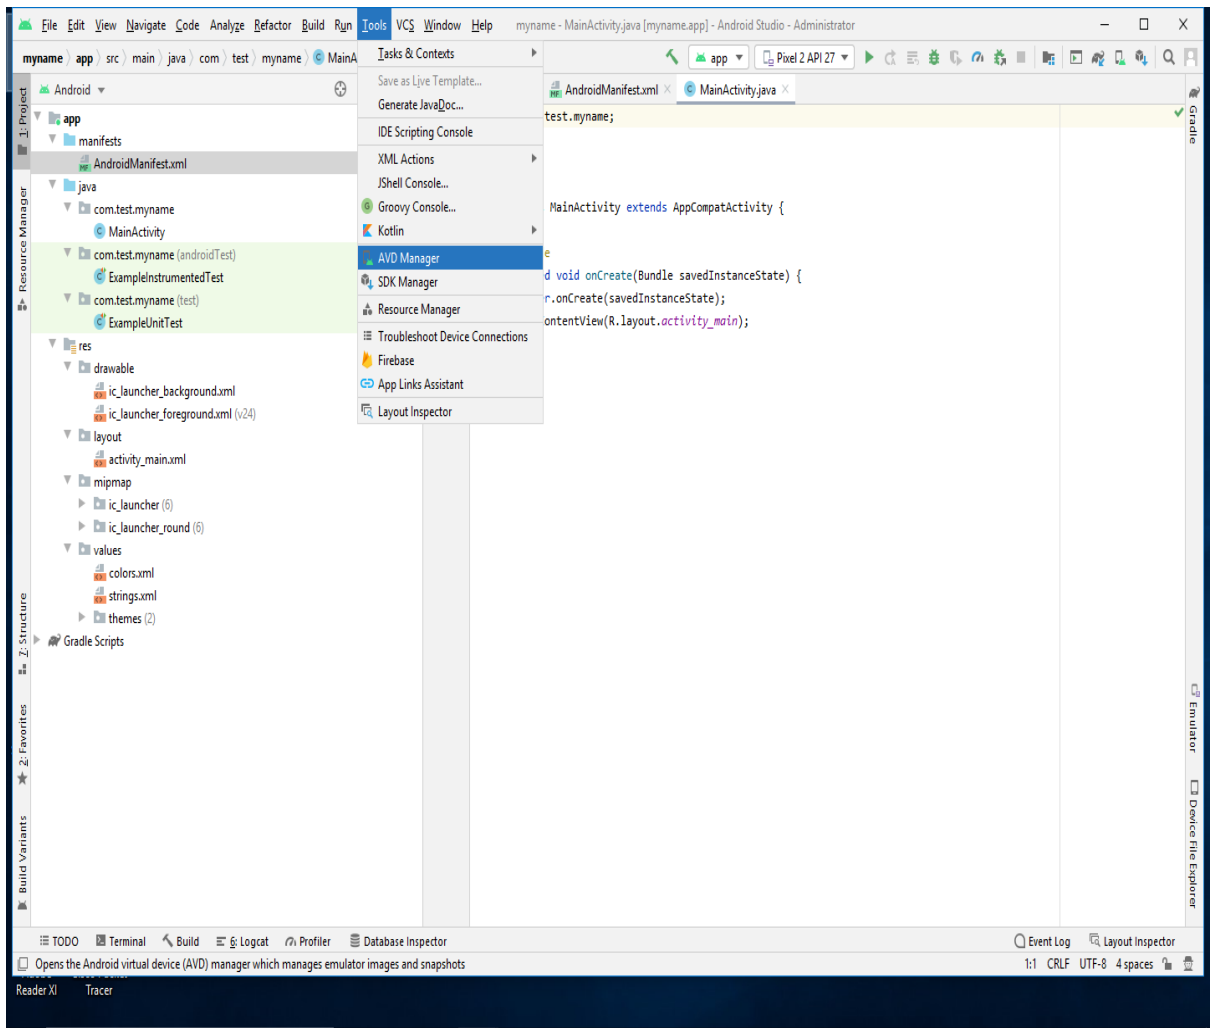 File Edit View Navigate Code Analyze Refactor Build Run Tools VCS Window Help myname - MainActivity.java [myname.app] - Android Studio - Administrator
myname app src main java com test myname MainA
app Pixel 2 API 27
Android
AndroidManifest.xml MainActivity.java
1: Project
Resource Manager
Z: Structure
2: Favorites
Build Variants
app
manifests
AndroidManifest.xml
java
com.test.myname
MainActivity
com.test.myname (androidTest)
ExampleInstrumentedTest
com.test.myname (test)
ExampleUnitTest
res
drawable
ic_launcher_background.xml
ic_launcher_foreground.xml (v24)
layout
activity_main.xml
mipmap
ic_launcher (6)
ic_launcher_round (6)
values
colors.xml
strings.xml
themes (2)
Gradle Scripts
Tasks & Contexts
Save as Live Template...
Generate JavaDoc...
IDE Scripting Console
XML Actions
JShell Console...
Groovy Console...
Kotlin
AVD Manager
SDK Manager
Resource Manager
Troubleshoot Device Connections
Firebase
App Links Assistant
Layout Inspector
test.myname;
MainActivity extends AppCompatActivity {
e
d void onCreate(Bundle savedInstanceState) {
r.onCreate(savedInstanceState);
ontentView(R.layout.activity_main);
Gradle
Emulator
Device File Explorer
TODO Terminal Build 6: Logcat Profiler Database Inspector Event Log Layout Inspector
Opens the Android virtual device (AVD) manager which manages emulator images and snapshots 1:1 CRLF UTF-8 4 spaces
Reader XI Tracer